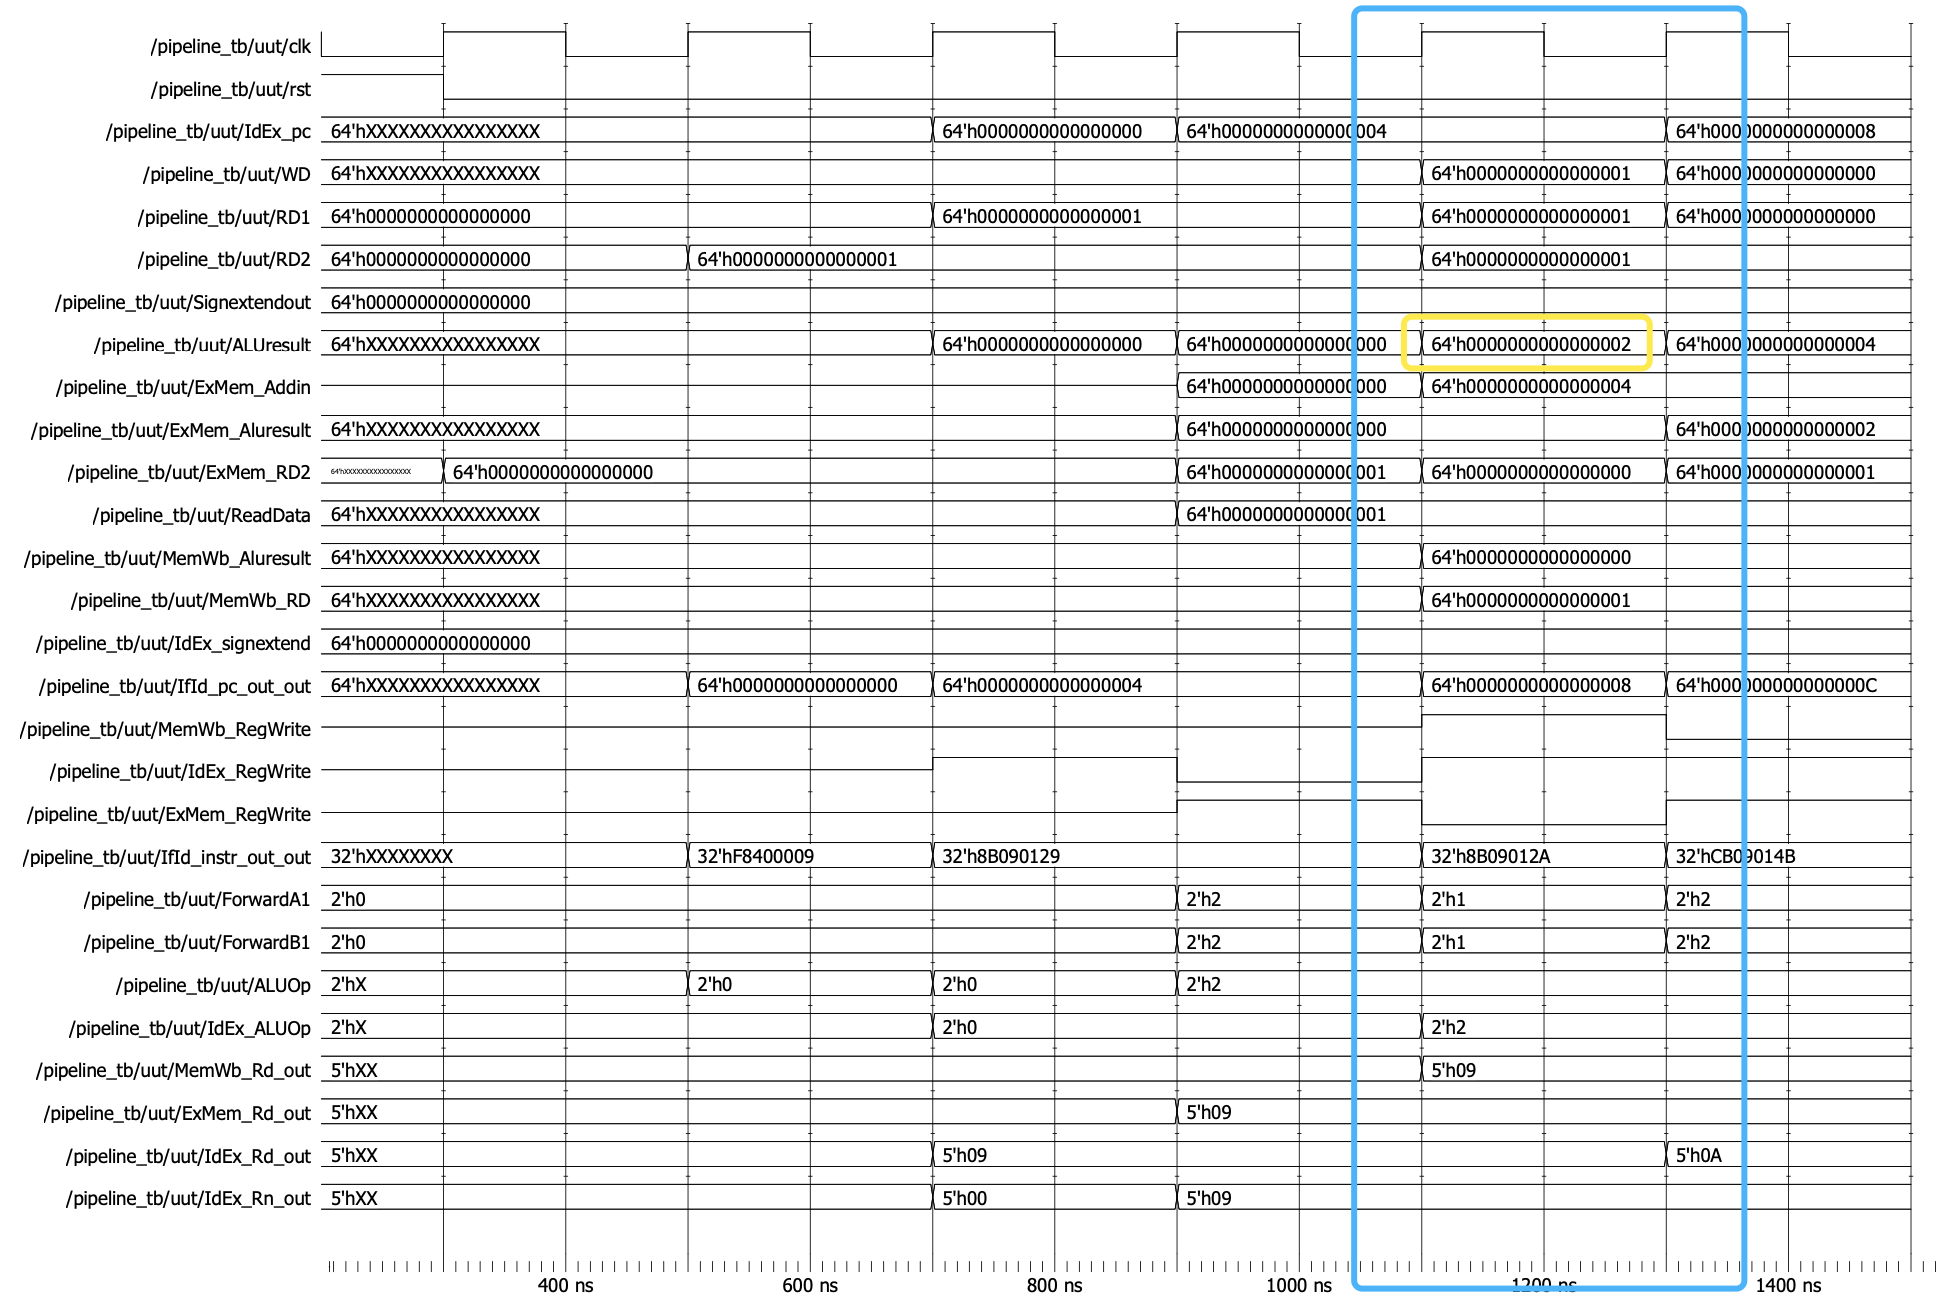 /pipeline_tb/uut/clk
/pipeline_tb/uut/rst
/pipeline_tb/uut/IdEx_pc 64'hXXXXXXXXXXXXXXXX 64'h0000000000000000 64'h0000000000000004 64'h0000000000000008
/pipeline_tb/uut/WD 64'hXXXXXXXXXXXXXXXX 64'h0000000000000001 64'h0000000000000000
/pipeline_tb/uut/RD1 64'h0000000000000000 64'h0000000000000001 64'h0000000000000001 64'h0000000000000000
/pipeline_tb/uut/RD2 64'h0000000000000000 64'h0000000000000001 64'h0000000000000001
/pipeline_tb/uut/Signextendout 64'h0000000000000000
/pipeline_tb/uut/ALUresult 64'hXXXXXXXXXXXXXXXX 64'h0000000000000000 64'h0000000000000000 64'h0000000000000002 64'h0000000000000004
/pipeline_tb/uut/ExMem_Addin 64'h0000000000000000 64'h0000000000000004
/pipeline_tb/uut/ExMem_Aluresult 64'hXXXXXXXXXXXXXXXX 64'h0000000000000000 64'h0000000000000002
/pipeline_tb/uut/ExMem_RD2 64'hXXXXXXXXXXXXXXXX 64'h0000000000000000 64'h0000000000000001 64'h0000000000000000 64'h0000000000000001
/pipeline_tb/uut/ReadData 64'hXXXXXXXXXXXXXXXX 64'h0000000000000001
/pipeline_tb/uut/MemWb_Aluresult 64'hXXXXXXXXXXXXXXXX 64'h0000000000000000
/pipeline_tb/uut/MemWb_RD 64'hXXXXXXXXXXXXXXXX 64'h0000000000000001
/pipeline_tb/uut/IdEx_signextend 64'h0000000000000000
/pipeline_tb/uut/IfId_pc_out_out 64'hXXXXXXXXXXXXXXXX 64'h0000000000000000 64'h0000000000000004 64'h0000000000000008 64'h000000000000000C
/pipeline_tb/uut/MemWb_RegWrite
/pipeline_tb/uut/IdEx_RegWrite
/pipeline_tb/uut/ExMem_RegWrite
/pipeline_tb/uut/IfId_instr_out_out 32'hXXXXXXXX 32'hF8400009 32'h8B090129 32'h8B09012A 32'hCB09014B
/pipeline_tb/uut/ForwardA1 2'h0 2'h2 2'h1 2'h2
/pipeline_tb/uut/ForwardB1 2'h0 2'h2 2'h1 2'h2
/pipeline_tb/uut/ALUOp 2'hX 2'h0 2'h0 2'h2
/pipeline_tb/uut/IdEx_ALUOp 2'hX 2'h0 2'h2
/pipeline_tb/uut/MemWb_Rd_out 5'hXX 5'h09
/pipeline_tb/uut/ExMem_Rd_out 5'hXX 5'h09
/pipeline_tb/uut/IdEx_Rd_out 5'hXX 5'h09 5'h0A
/pipeline_tb/uut/IdEx_Rn_out 5'hXX 5'h00 5'h09
400 ns 600 ns 800 ns 1000 ns 1200 ns 1400 ns